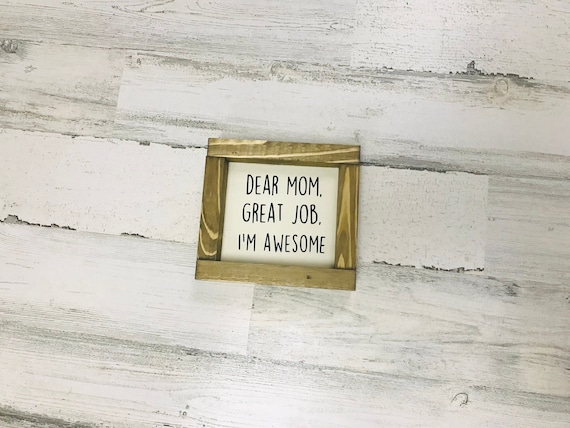 DEAR MOM,
GREAT JOB,
I'M AWESOME